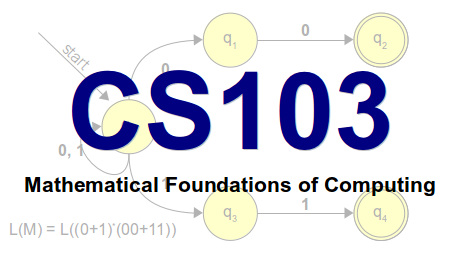 q1
0
q2
start
0
CS103
0, 1
Mathematical Foundations of Computing
q3
1
q4
L(M) = L((0+1)*(00+11))